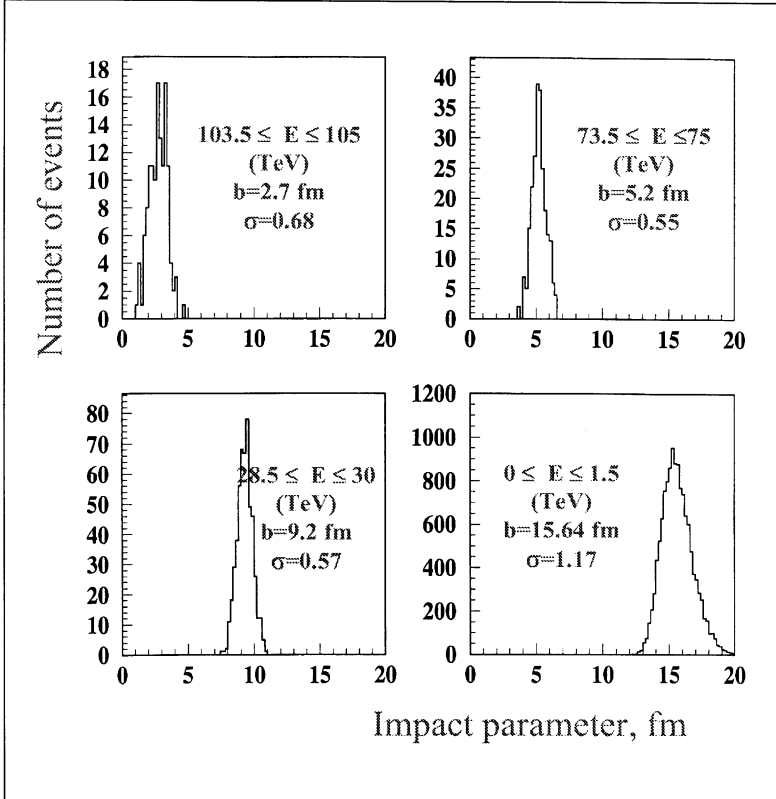 Number of events
18
16
14
12
10
8
6
4
2
0
103.5 ≤ E ≤ 105
(TeV)
b=2.7 fm
σ=0.68
0 5 10 15 20
40
35
30
25
20
15
10
5
0
73.5 ≤ E ≤75
(TeV)
b=5.2 fm
σ=0.55
0 5 10 15 20
80
70
60
50
40
30
20
10
0
28.5 ≤ E ≤ 30
(TeV)
b=9.2 fm
σ=0.57
0 5 10 15 20
1200
1000
800
600
400
200
0
0 ≤ E ≤ 1.5
(TeV)
b=15.64 fm
σ=1.17
0 5 10 15 20
Impact parameter, fm